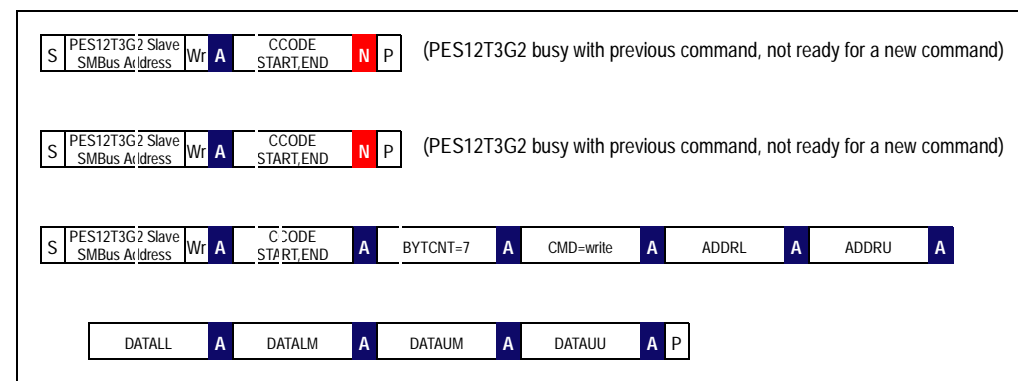 S PES12T3G2 Slave SMBus Address Wr A CCODE START,END N P (PES12T3G2 busy with previous command, not ready for a new command)
S PES12T3G2 Slave SMBus Address Wr A CCODE START,END N P (PES12T3G2 busy with previous command, not ready for a new command)
S PES12T3G2 Slave SMBus Address Wr A CCODE START,END A BYTCNT=7 A CMD=write A ADDRL A ADDRU A
DATALL A DATALM A DATAUM A DATAUU A P